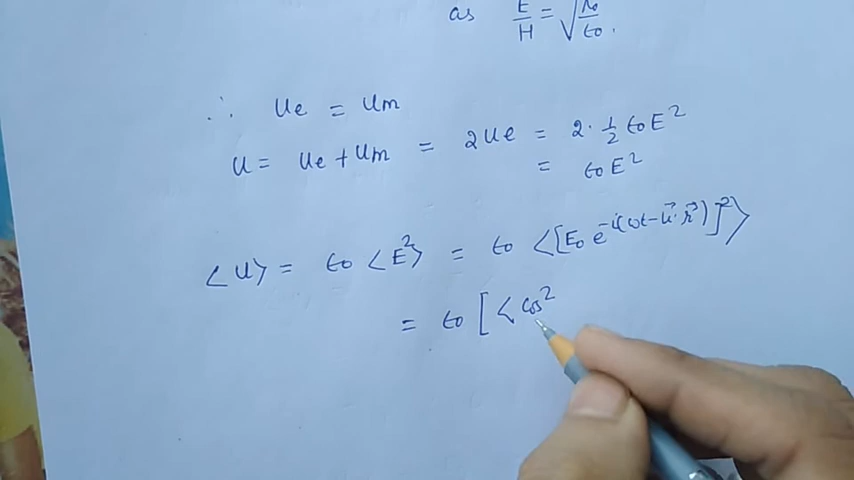 as E/H = √(μ₀/ϵ₀).
∴ ue = um
u = ue + um = 2ue = 2 · 1/2 ϵ₀E²
= ϵ₀E²
⟨u⟩ = ϵ₀ ⟨E²⟩ = ϵ₀ ⟨[E₀ e^{-i(ωt - k⃗·r⃗)}]²⟩
= ϵ₀ [⟨cos²